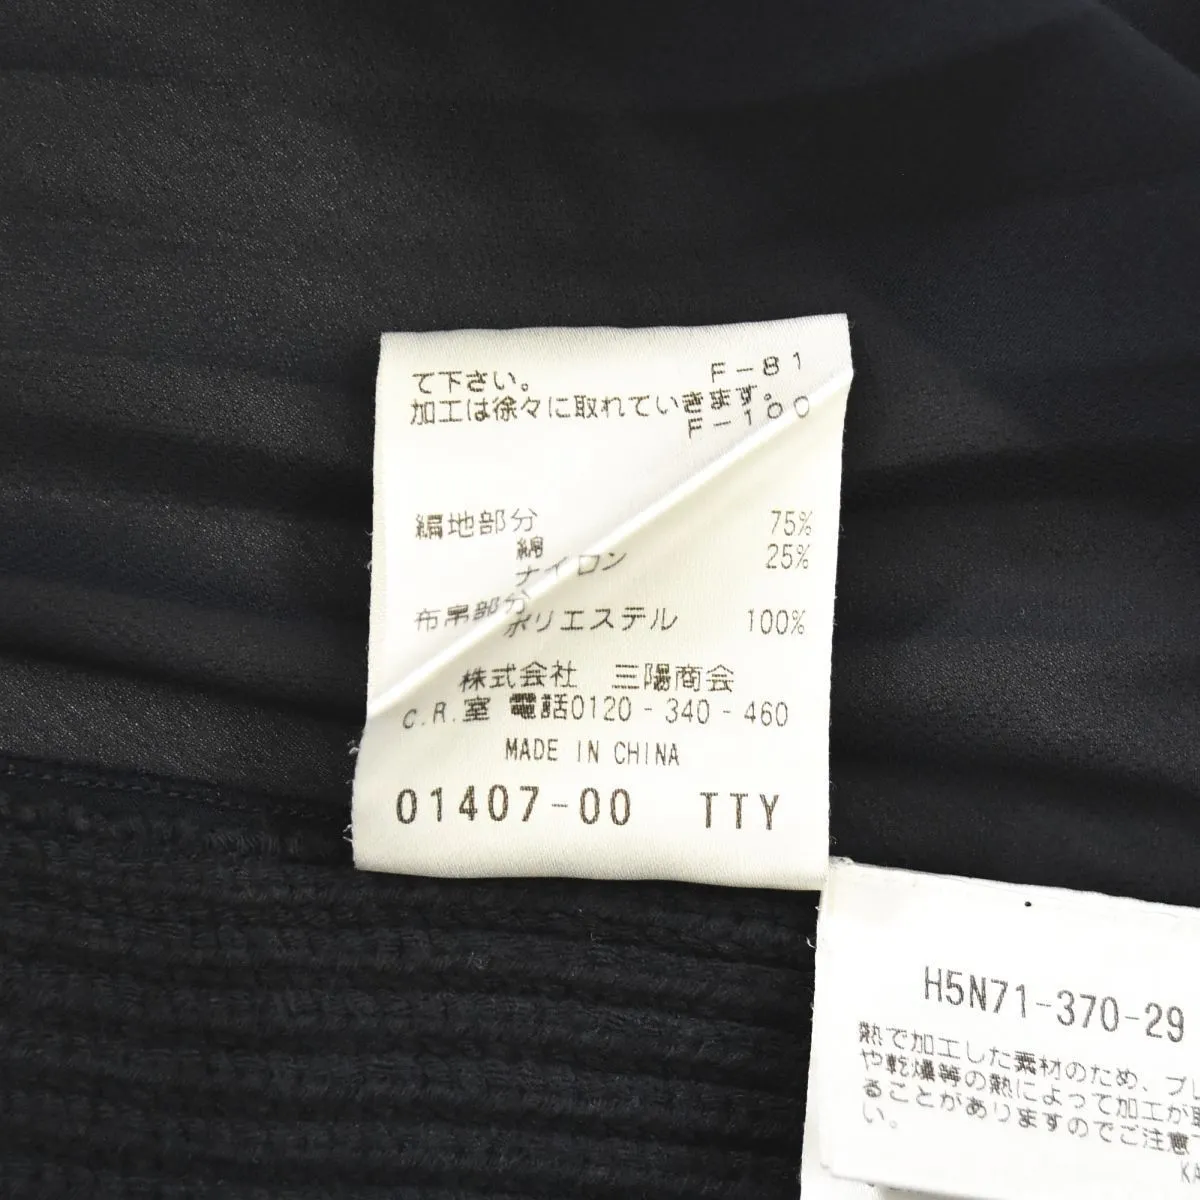 F-81
て下さい。
加工は徐々に取れていきます。
F-100
編地部分
綿 75%
ナイロン 25%
布帛部分
ポリエステル 100%
株式会社 三陽商会
C.R.室 電話0120-340-460
MADE IN CHINA
01407-00 TTY
H5N71-370-29
熱で加工した素材のため、プレ
や乾燥等の熱によって加工が取
ることがありますのでご注意下
い。
KA